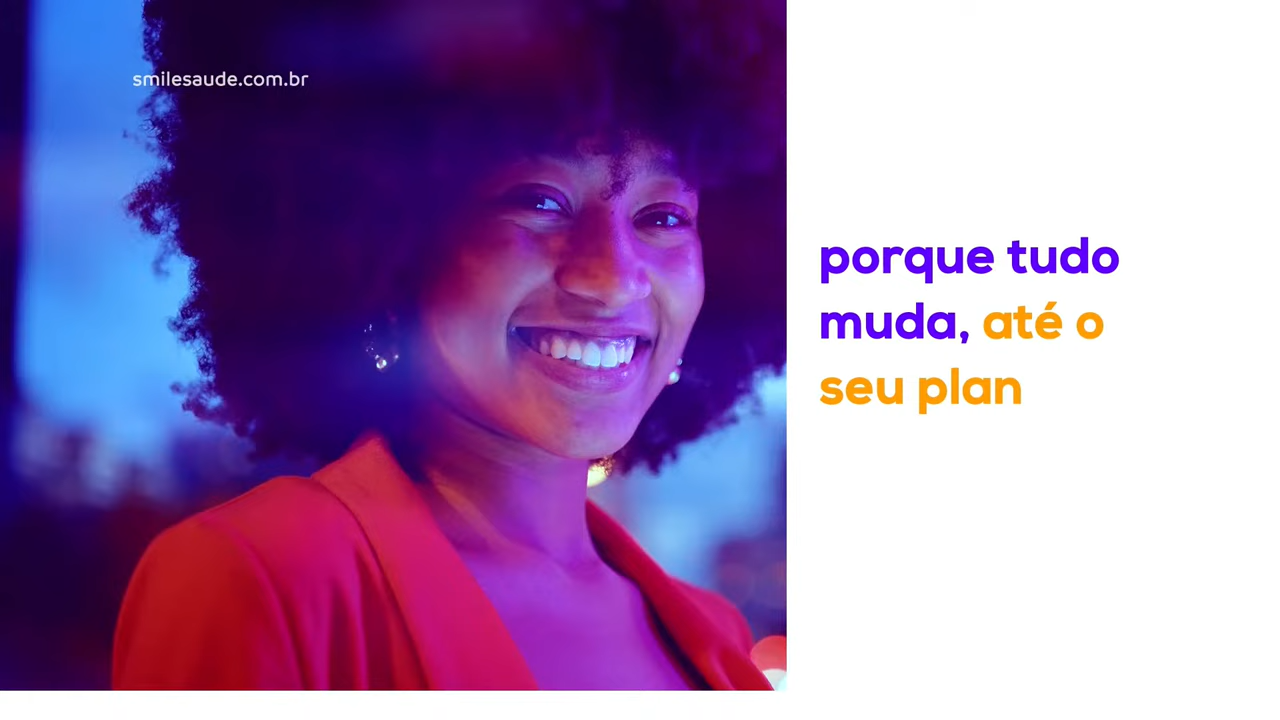 smilesaude.com.br
porque tudo
muda, até o
seu plan